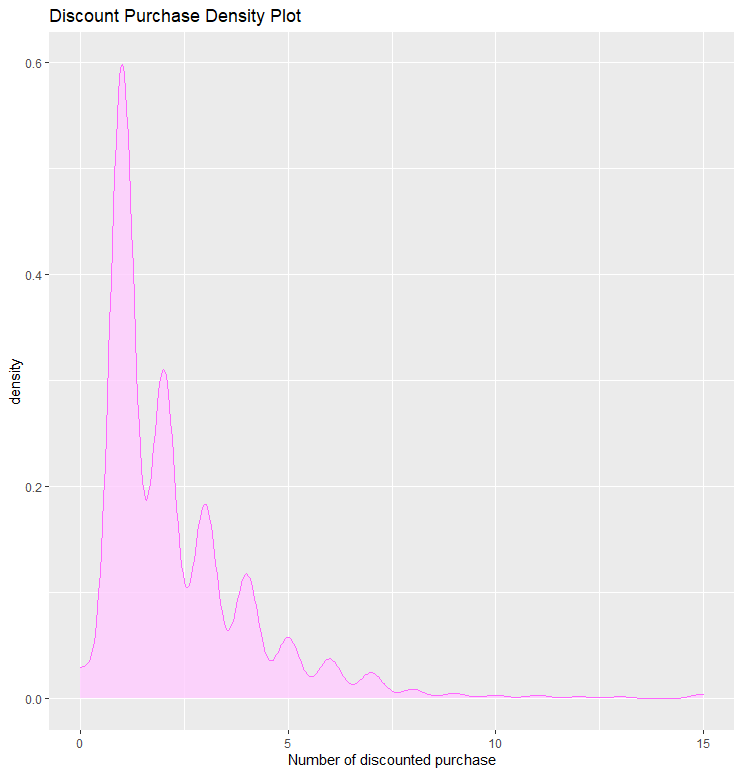 Discount Purchase Density Plot
0.6
0.4
density
0.2
0.0
0 5 10 15
Number of discounted purchase